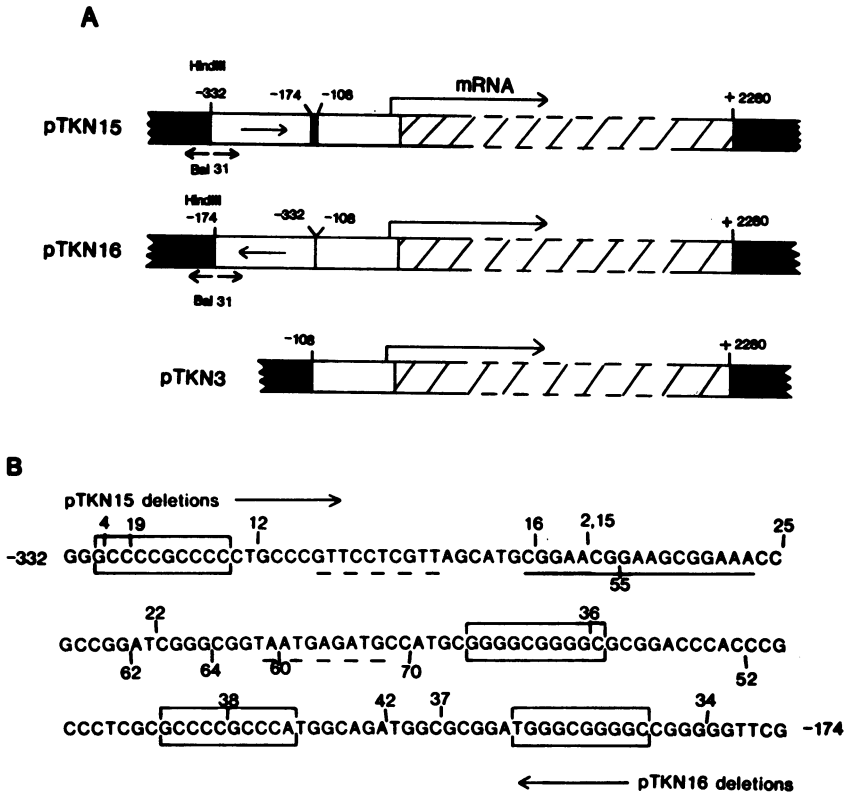 A
HindIII
-332 -174 -108 mRNA + 2260
pTKN15
Bal 31
HindIII
-174 -332 -108 + 2260
pTKN16
Bal 31
-108 + 2260
pTKN3
B
pTKN15 deletions
4 19 12 16 2,15 25
-332 GGGCCCCGCCCCCTGCCCGTTCCTCGTTAGCATGCGGAACGGAAGCGGAAACC
55
22 36
GCCGGATCGGGCGGTAATGAGATGCCATGCGGGGCGGGGCGCGGACCCACCCG
62 64 60 70 52
38 42 37 34
CCCTCGCGCCCCGCCCATGGCAGATGGCGCGGATGGGCGGGGCCGGGGGTTCG -174
pTKN16 deletions